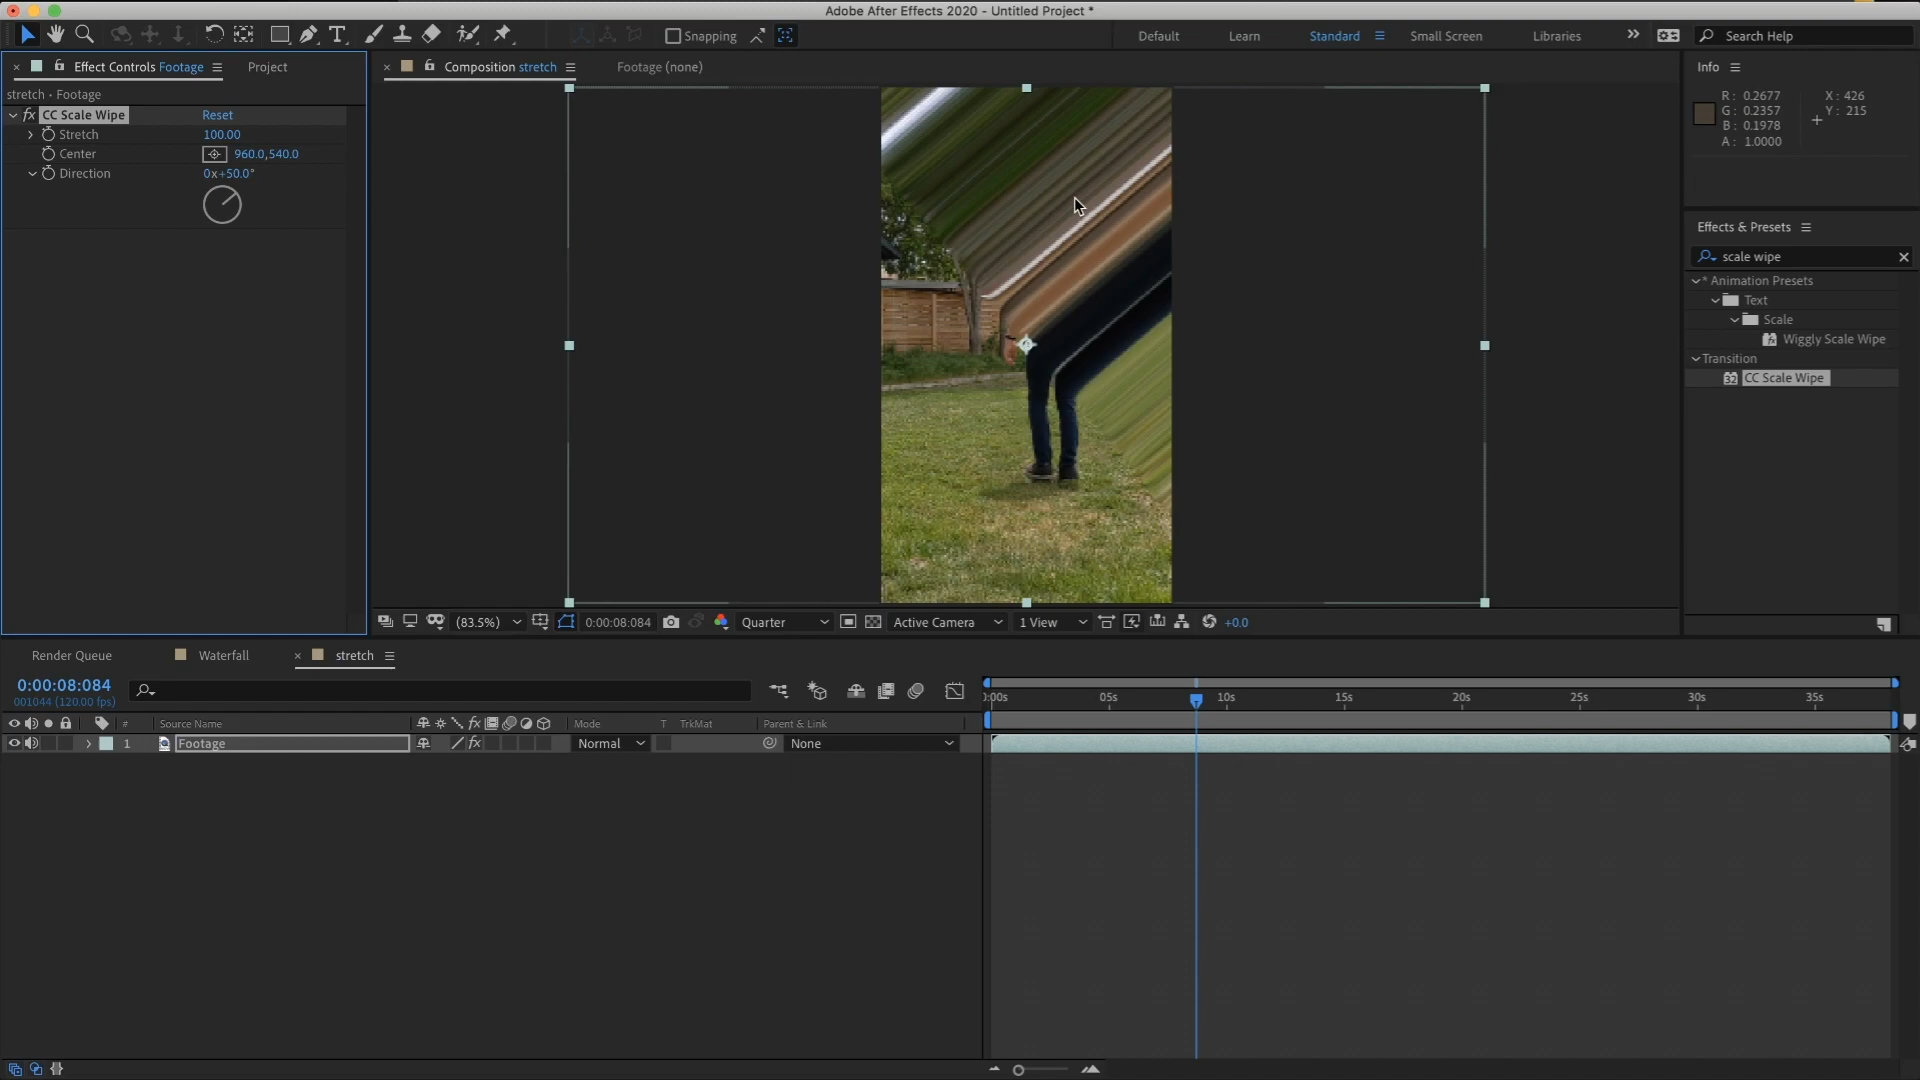 Adobe After Effects 2020 - Untitled Project *
Snapping
Default
Learn
Standard
Small Screen
Libraries
Search Help
Effect Controls Footage
Project
stretch • Footage
fx CC Scale Wipe
Reset
Stretch
100.00
Center
960.0,540.0
Direction
0x+50.0°
Composition stretch
Footage (none)
Info
R: 0.2677
G: 0.2357
B: 0.1978
A: 1.0000
X: 426
Y: 215
Effects & Presets
scale wipe
* Animation Presets
Text
Scale
Wiggly Scale Wipe
Transition
32 CC Scale Wipe
(83.5%)
0:00:08:084
Quarter
Active Camera
1 View
+0.0
Render Queue
Waterfall
stretch
0:00:08:084
001044 (120.00 fps)
#
Source Name
fx
Mode
T
TrkMat
Parent & Link
1
Footage
fx
Normal
None
0:00s
05s
10s
15s
20s
25s
30s
35s